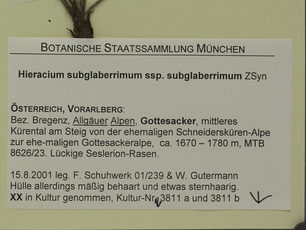 BOTANISCHE STAATSSAMMLUNG MÜNCHEN
Hieracium subglaberrimum ssp. subglaberrimum ZSyn
ÖSTERREICH, VORARLBERG:
Bez. Bregenz, Allgäuer Alpen, Gottesacker, mittleres
Kürental am Steig von der ehemaligen Schneidersküren-Alpe
zur ehe-maligen Gottesackeralpe, ca. 1670 – 1780 m, MTB
8626/23. Lückige Seslerion-Rasen.
15.8.2001 leg. F. Schuhwerk 01/239 & W. Gutermann
Hülle allerdings mäßig behaart und etwas sternhaarig.
XX in Kultur genommen, Kultur-Nr. 3811 a und 3811 b